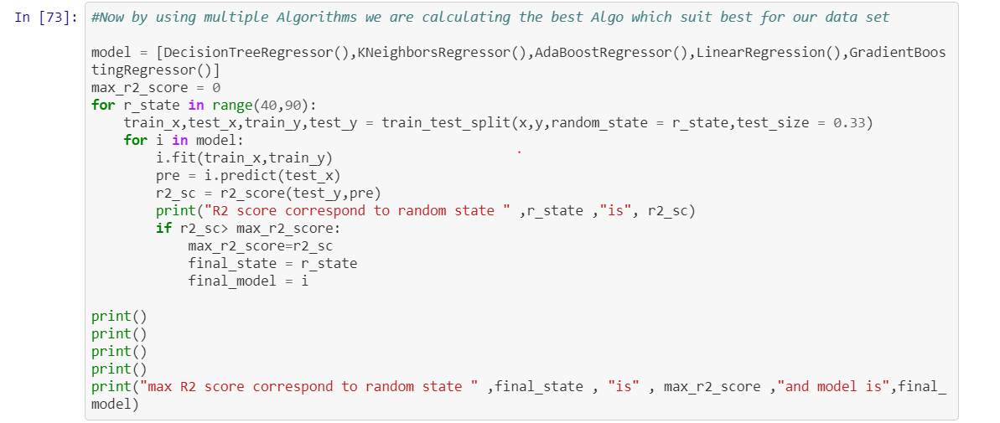 In [73]: #Now by using multiple Algorithms we are calculating the best Algo which suit best for our data set
model = [DecisionTreeRegressor(),KNeighborsRegressor(),AdaBoostRegressor(),LinearRegression(),GradientBoos
tingRegressor()]
max_r2_score = 0
for r_state in range(40,90):
    train_x,test_x,train_y,test_y = train_test_split(x,y,random_state = r_state,test_size = 0.33)
    for i in model:
        i.fit(train_x,train_y)
        pre = i.predict(test_x)
        r2_sc = r2_score(test_y,pre)
        print("R2 score correspond to random state " ,r_state ,"is", r2_sc)
        if r2_sc> max_r2_score:
            max_r2_score=r2_sc
            final_state = r_state
            final_model = i
print()
print()
print()
print()
print("max R2 score correspond to random state " ,final_state , "is" , max_r2_score ,"and model is",final_
model)